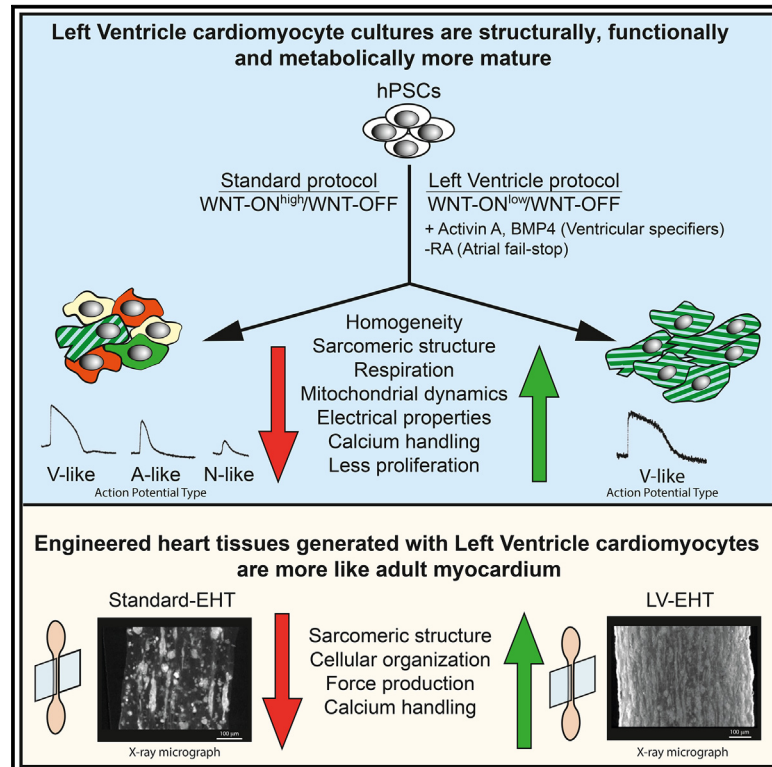 Left Ventricle cardiomyocyte cultures are structurally, functionally
and metabolically more mature
hPSCs
Standard protocol
WNT-ONhigh/WNT-OFF
Left Ventricle protocol
WNT-ONlow/WNT-OFF
+ Activin A, BMP4 (Ventricular specifiers)
-RA (Atrial fail-stop)
Homogeneity
Sarcomeric structure
Respiration
Mitochondrial dynamics
Electrical properties
Calcium handling
Less proliferation
V-like A-like N-like
Action Potential Type
V-like
Action Potential Type
Engineered heart tissues generated with Left Ventricle cardiomyocytes
are more like adult myocardium
Standard-EHT
100 µm
X-ray micrograph
Sarcomeric structure
Cellular organization
Force production
Calcium handling
LV-EHT
100 µm
X-ray micrograph